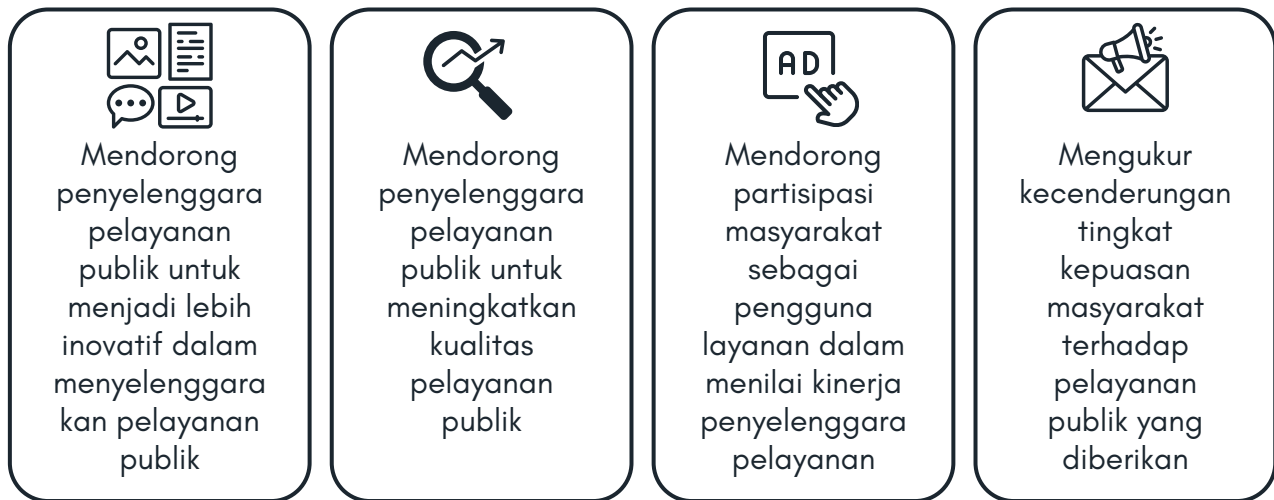 Mendorong
penyelenggara
pelayanan
publik untuk
menjadi lebih
inovatif dalam
menyelenggara
kan pelayanan
publik
Mendorong
penyelenggara
pelayanan
publik untuk
meningkatkan
kualitas
pelayanan
publik
AD
Mendorong
partisipasi
masyarakat
sebagai
pengguna
layanan dalam
menilai kinerja
penyelenggara
pelayanan
Mengukur
kecenderungan
tingkat
kepuasan
masyarakat
terhadap
pelayanan
publik yang
diberikan